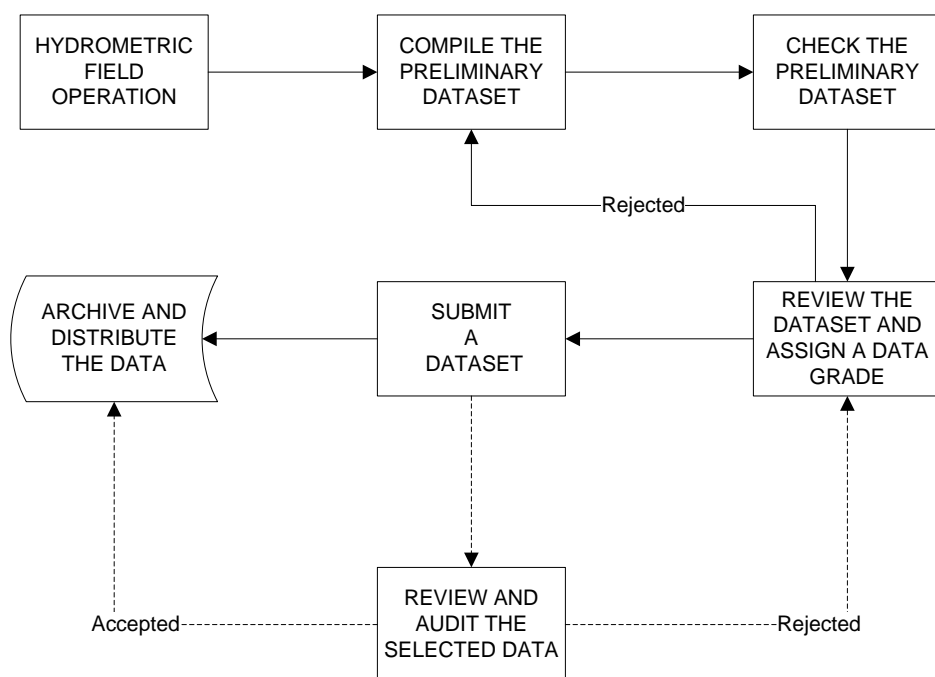 HYDROMETRIC
FIELD
OPERATION
COMPILE THE
PRELIMINARY
DATASET
CHECK THE
PRELIMINARY
DATASET
Rejected
ARCHIVE AND
DISTRIBUTE
THE DATA
SUBMIT
A
DATASET
REVIEW THE
DATASET AND
ASSIGN A DATA
GRADE
Accepted
REVIEW AND
AUDIT THE
SELECTED DATA
Rejected